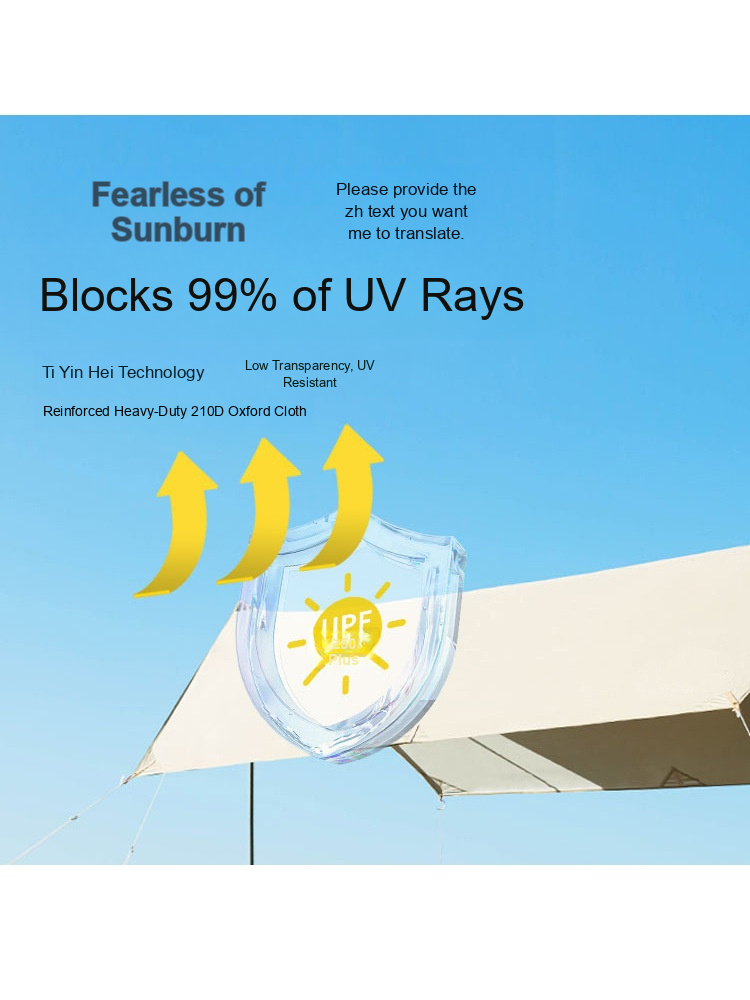 Fearless of
Sunburn
Please provide the
zh text you want
me to translate.
Blocks 99% of UV Rays
Ti Yin Hei Technology
Low Transparency, UV
Resistant
Reinforced Heavy-Duty 210D Oxford Cloth
UPF
Plus